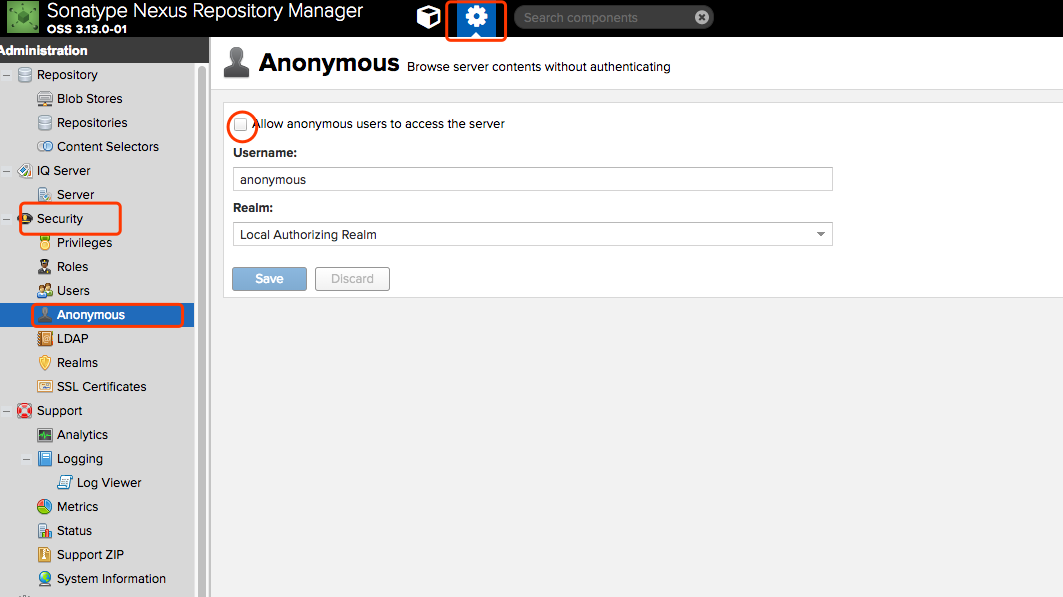 Sonatype Nexus Repository Manager
OSS 3.13.0-01
Search components
Administration
Repository
Blob Stores
Repositories
Content Selectors
IQ Server
Server
Security
Privileges
Roles
Users
Anonymous
LDAP
Realms
SSL Certificates
Support
Analytics
Logging
Log Viewer
Metrics
Status
Support ZIP
System Information
Anonymous Browse server contents without authenticating
Allow anonymous users to access the server
Username:
anonymous
Realm:
Local Authorizing Realm
Save Discard